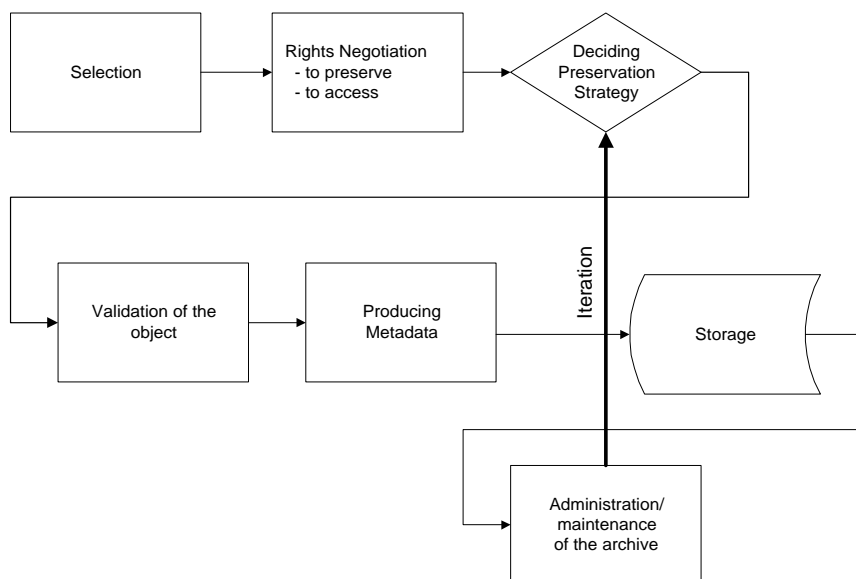 Selection
Rights Negotiation
- to preserve
- to access
Deciding
Preservation
Strategy
Iteration
Validation of the
object
Producing
Metadata
Storage
Administration/
maintenance
of the archive